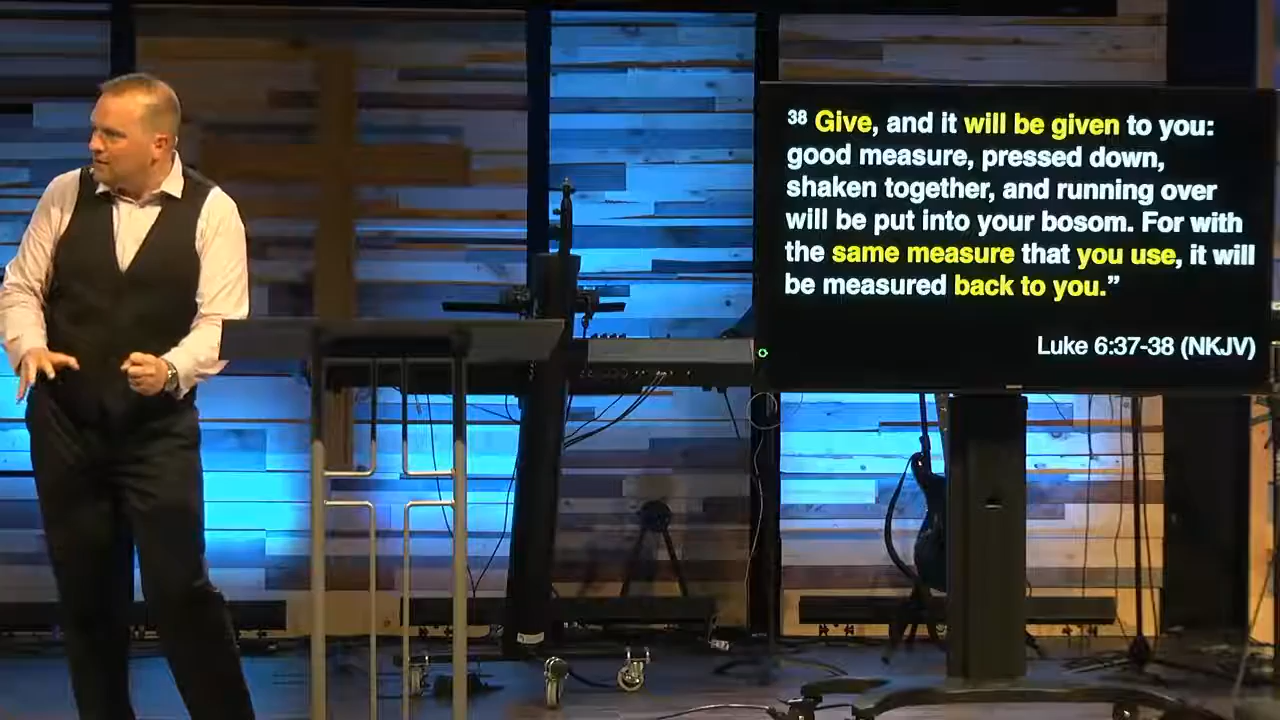 38 Give, and it will be given to you:
good measure, pressed down,
shaken together, and running over
will be put into your bosom. For with
the same measure that you use, it will
be measured back to you.”
Luke 6:37-38 (NKJV)